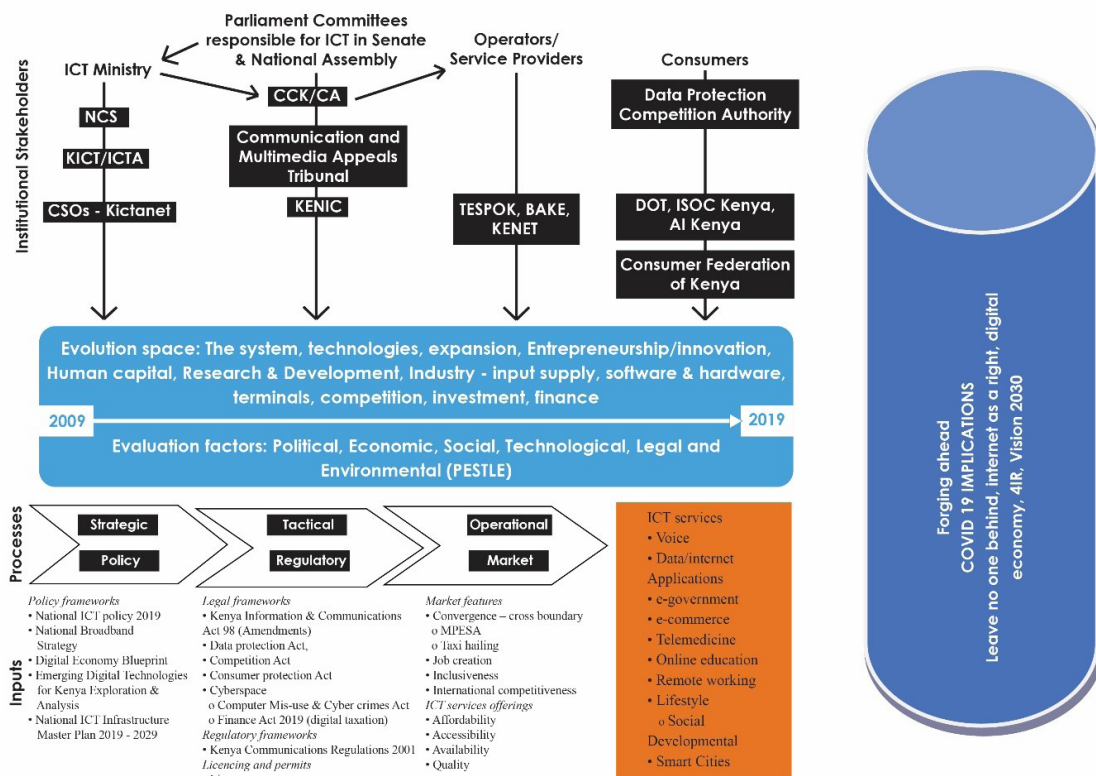 Institutional Stakeholders
Parliament Committees
responsible for ICT in Senate
& National Assembly
Operators/
Service Providers
ICT Ministry
Consumers
NCS
KICT/ICTA
CSOs - Kictanet
CCK/CA
Communication and
Multimedia Appeals
Tribunal
KENIC
TESPOK, BAKE,
KENET
Data Protection
Competition Authority
DOT, ISOC Kenya,
AI Kenya
Consumer Federation
of Kenya
Evolution space: The system, technologies, expansion, Entrepreneurship/innovation,
Human capital, Research & Development, Industry - input supply, software & hardware,
terminals, competition, investment, finance
2009
2019
Evaluation factors: Political, Economic, Social, Technological, Legal and
Environmental (PESTLE)
Processes
Strategic
Policy
Tactical
Regulatory
Operational
Market
Inputs
Policy frameworks
• National ICT policy 2019
• National Broadband
Strategy
• Digital Economy Blueprint
• Emerging Digital Technologies
for Kenya Exploration &
Analysis
• National ICT Infrastructure
Master Plan 2019 - 2029
Legal frameworks
• Kenya Information & Communications
Act 98 (Amendments)
• Data protection Act,
• Competition Act
• Consumer protection Act
• Cyberspace
o Computer Mis-use & Cyber crimes Act
o Finance Act 2019 (digital taxation)
Regulatory frameworks
• Kenya Communications Regulations 2001
Licencing and permits
Market features
• Convergence – cross boundary
o MPESA
o Taxi hailing
• Job creation
• Inclusiveness
• International competitiveness
ICT services offerings
• Affordability
• Accessibility
• Availability
• Quality
ICT services
• Voice
• Data/internet
Applications
• e-government
• e-commerce
• Telemedicine
• Online education
• Remote working
• Lifestyle
o Social
Developmental
• Smart Cities
Forging ahead
COVID 19 IMPLICATIONS
Leave no one behind, internet as a right, digital
economy, 4IR, Vision 2030